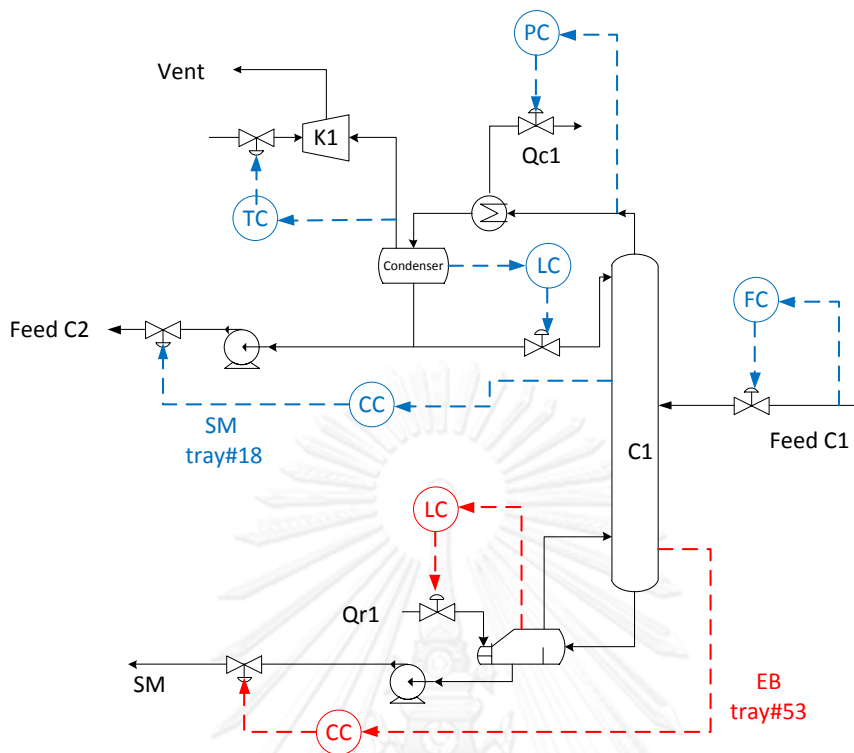 PC
Vent
K1
Qc1
TC
Condenser
LC
FC
Feed C2
CC
SM
tray#18
Feed C1
C1
LC
Qr1
SM
EB
tray#53
CC